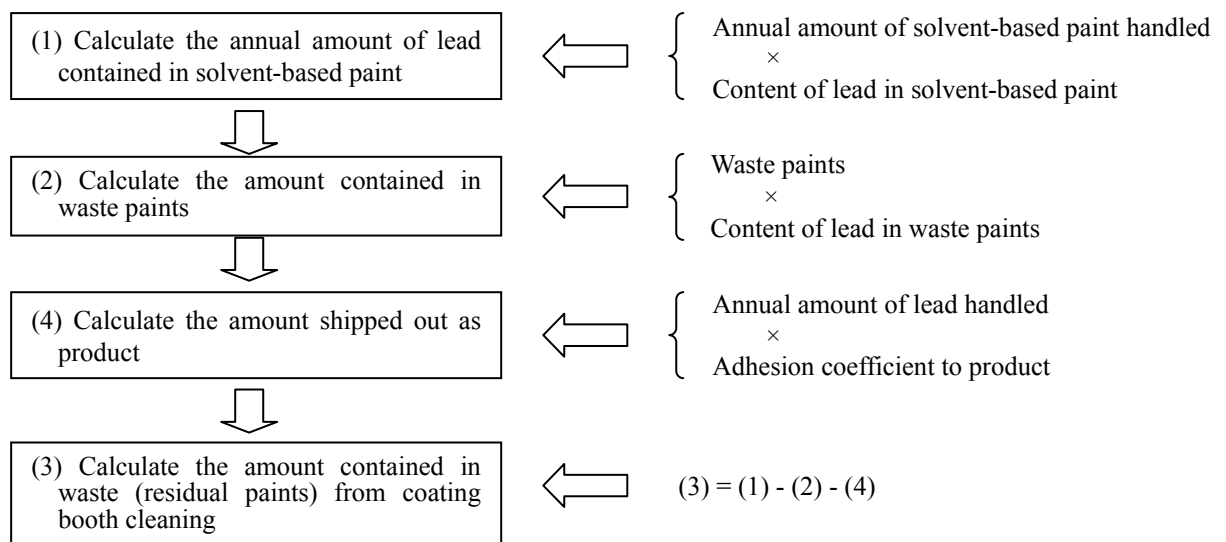 (1) Calculate the annual amount of lead
contained in solvent-based paint
Annual amount of solvent-based paint handled
×
Content of lead in solvent-based paint
(2) Calculate the amount contained in
waste paints
Waste paints
×
Content of lead in waste paints
(4) Calculate the amount shipped out as
product
Annual amount of lead handled
×
Adhesion coefficient to product
(3) Calculate the amount contained in
waste (residual paints) from coating
booth cleaning
(3) = (1) - (2) - (4)